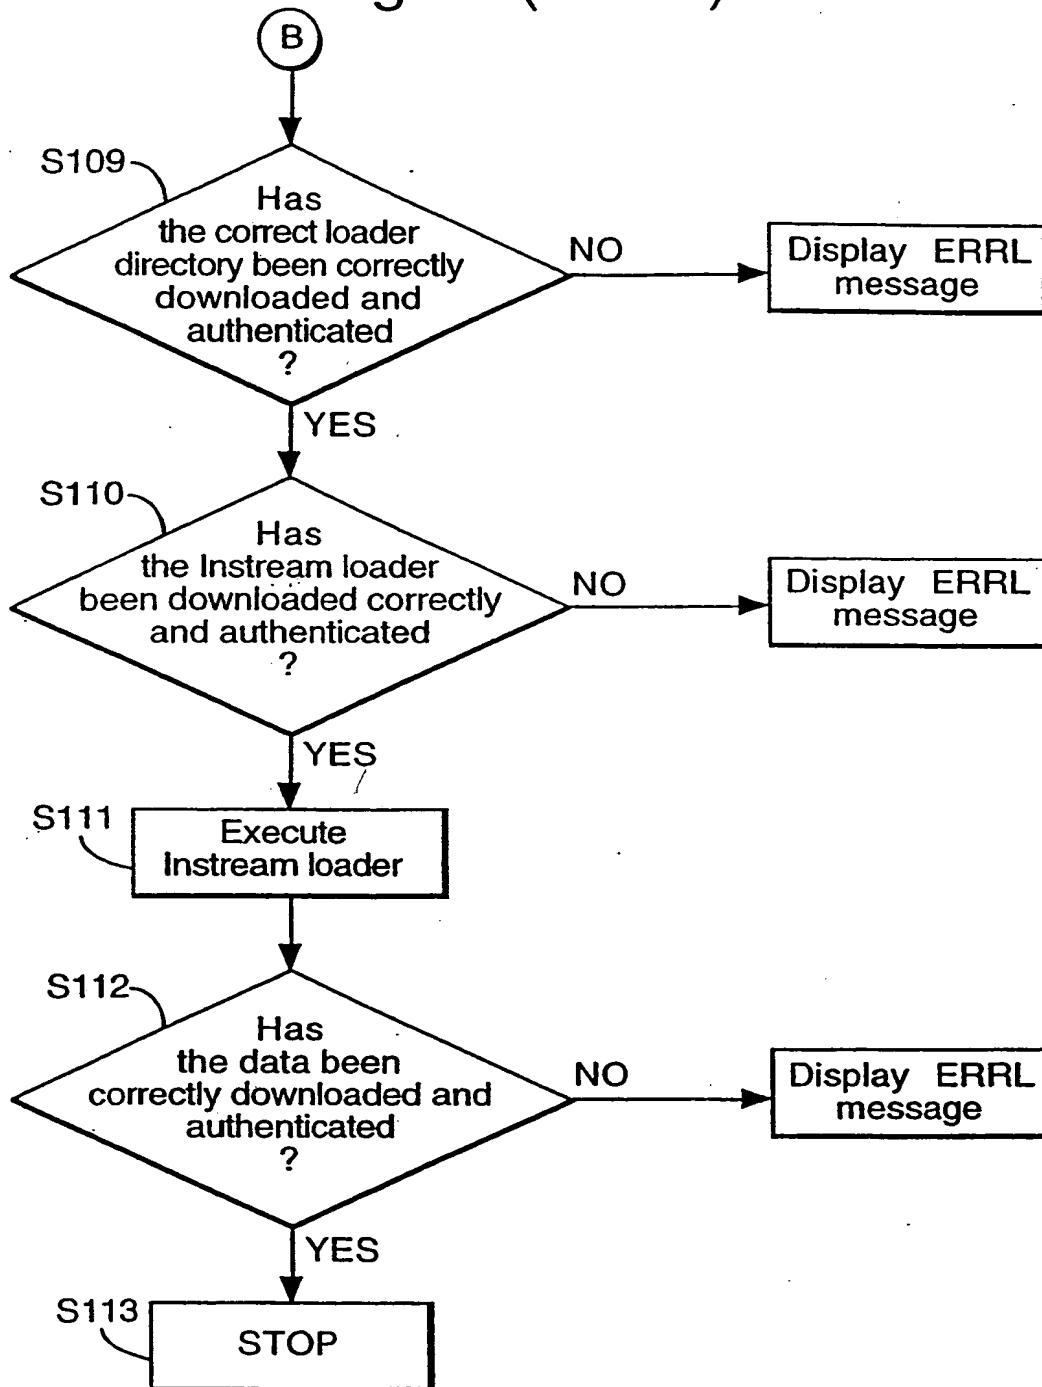 B
S109
Has
the correct loader
directory been correctly
downloaded and
authenticated
?
NO
Display ERRL
message
YES
S110
Has
the Instream loader
been downloaded correctly
and authenticated
?
NO
Display ERRL
message
YES
S111
Execute
Instream loader
S112
Has
the data been
correctly downloaded and
authenticated
?
NO
Display ERRL
message
YES
S113
STOP